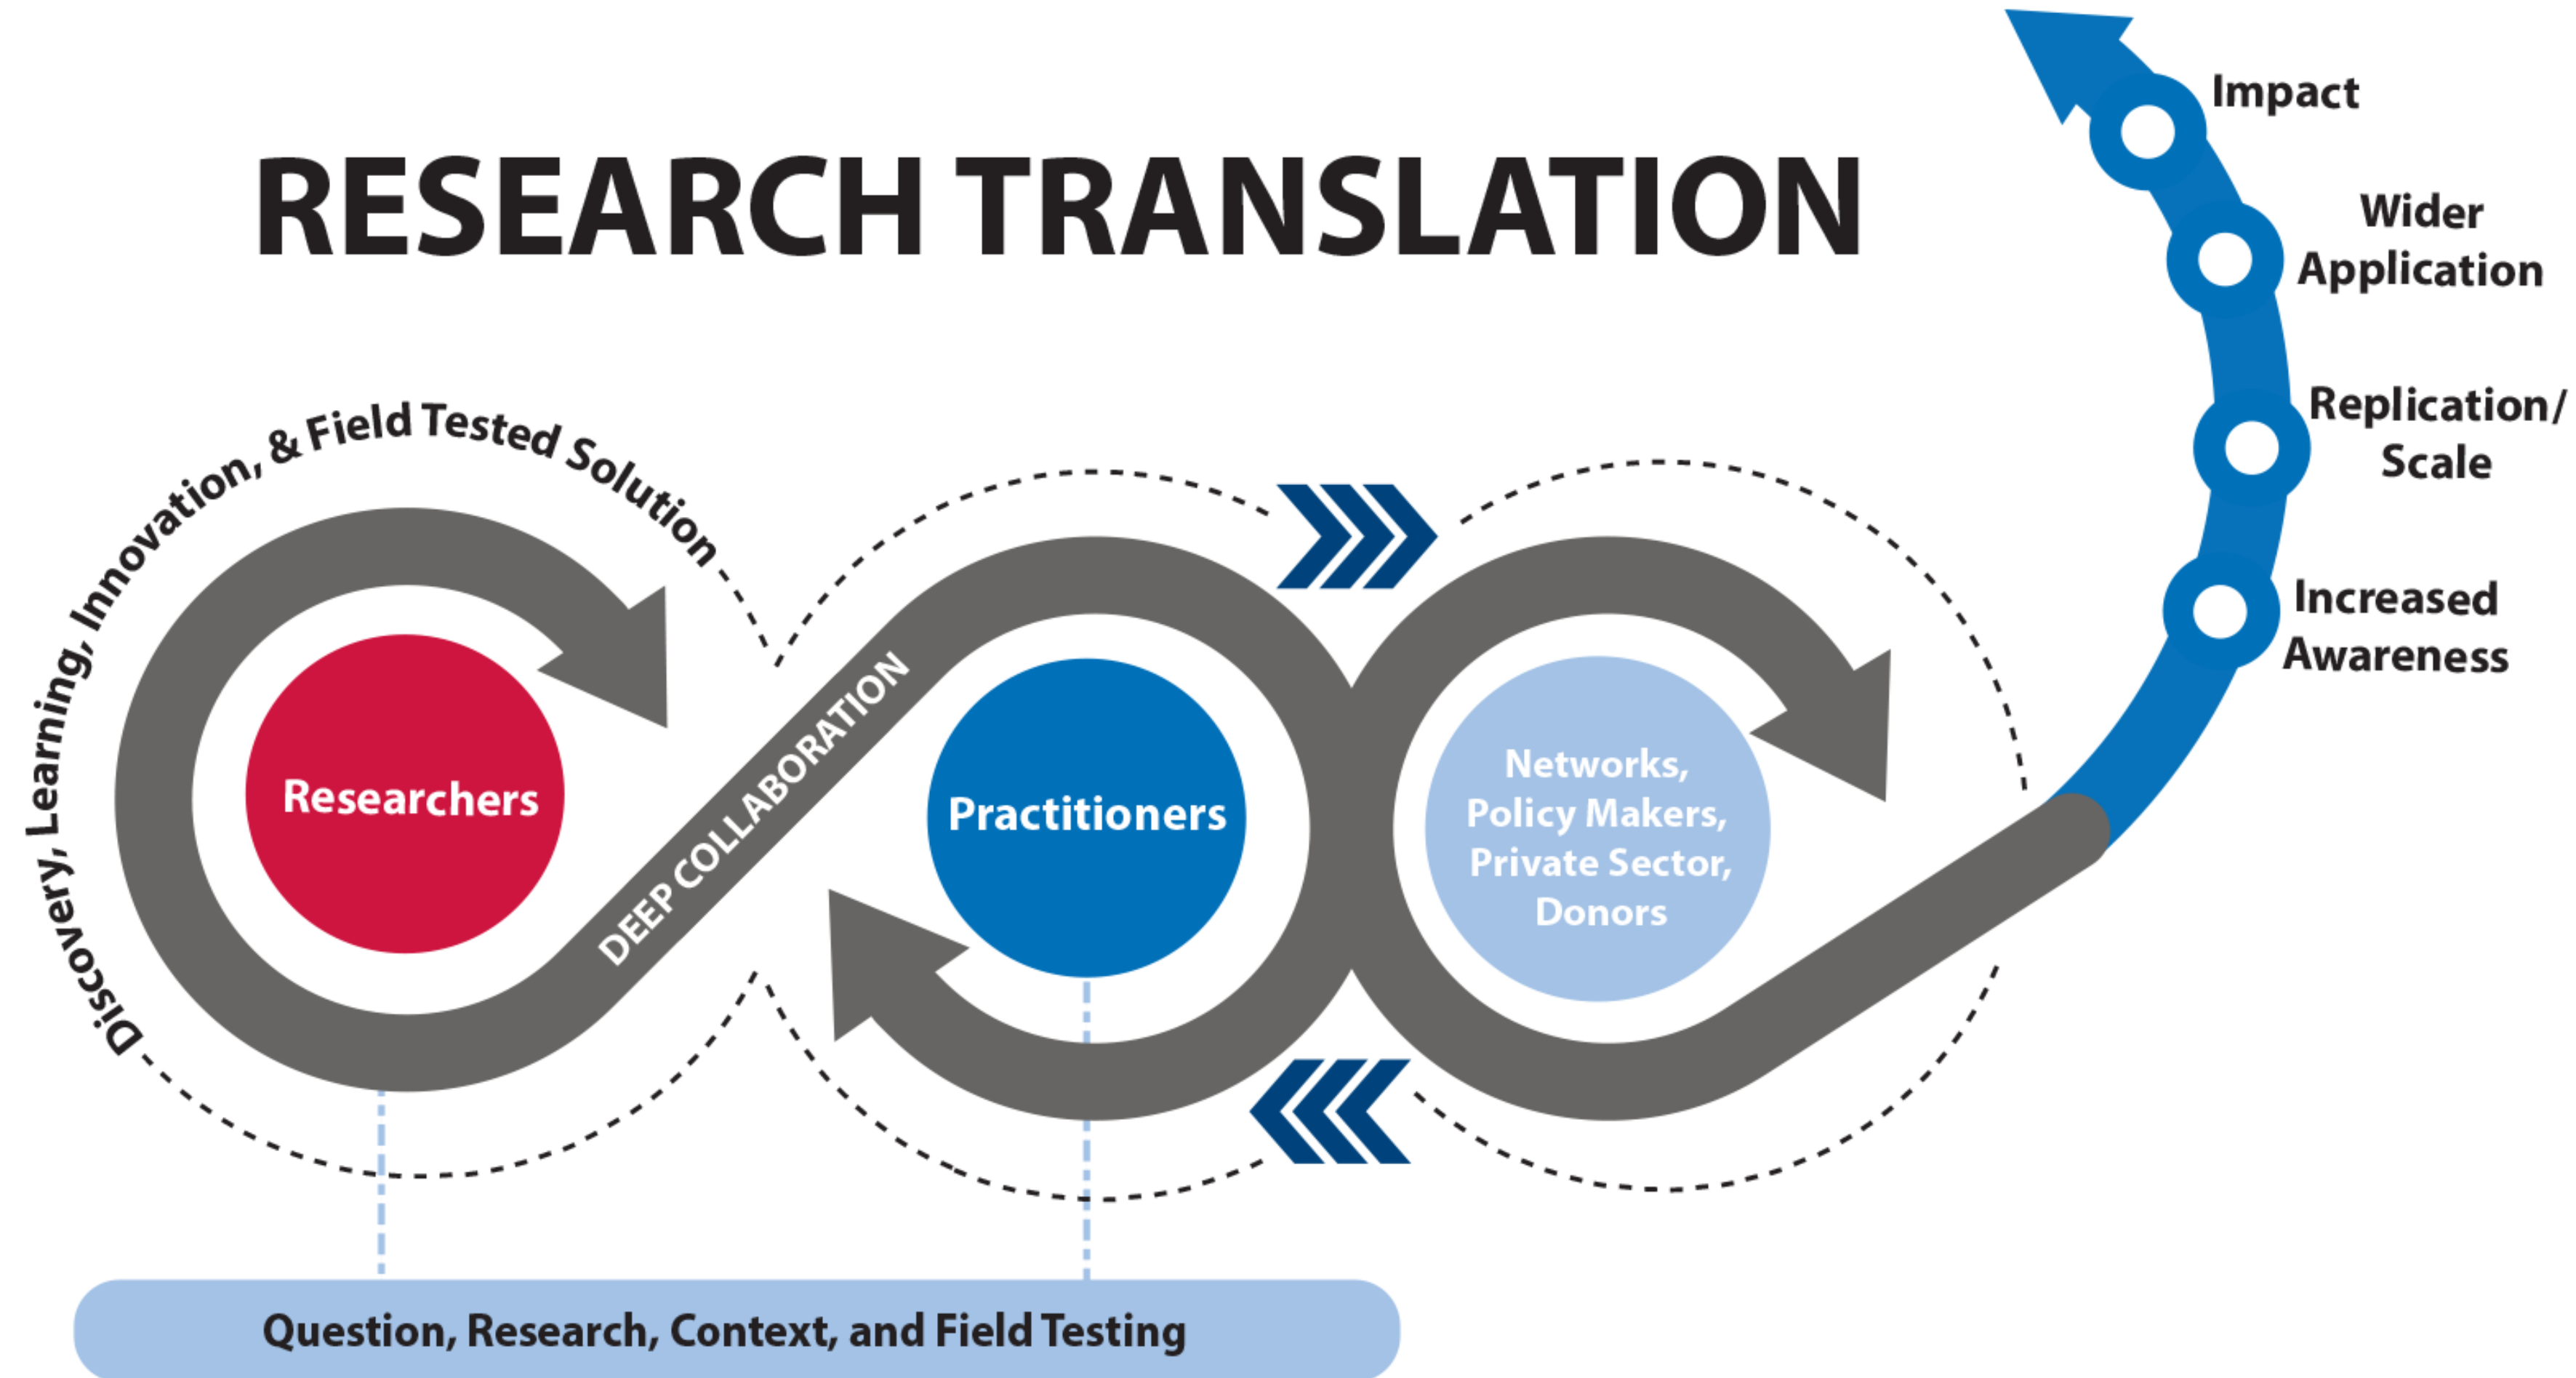 RESEARCH TRANSLATION
Impact
Wider
Application
Replication/
Scale
Increased
Awareness
Discovery, Learning, Innovation, & Field Tested Solution
Researchers
DEEP COLLABORATION
Practitioners
Networks,
Policy Makers,
Private Sector,
Donors
Question, Research, Context, and Field Testing